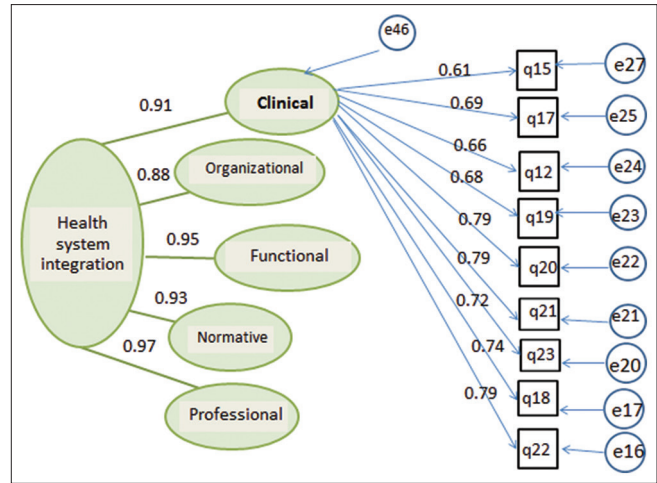 e46
Clinical
0.91
0.61
q15
e27
0.69
q17
e25
0.66
q12
e24
0.88
Organizational
0.68
q19
e23
Health
system
integration
0.95
Functional
0.79
q20
e22
0.79
q21
e21
0.93
Normative
0.72
q23
e20
0.97
Professional
0.74
q18
e17
0.79
q22
e16